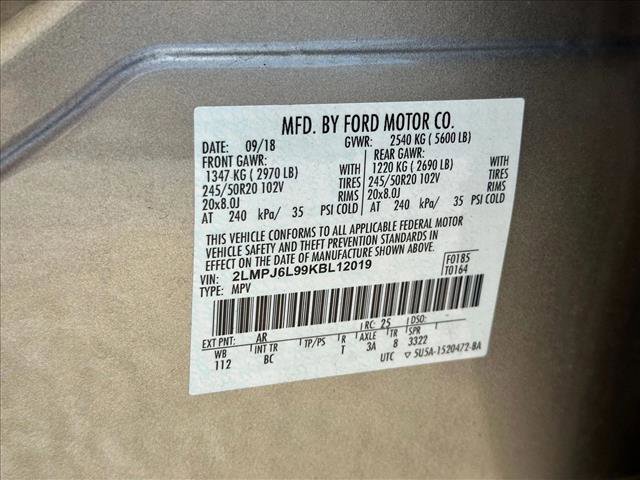 MFD. BY FORD MOTOR CO.
DATE: 09/18 GVWR: 2540 KG ( 5600 LB)
FRONT GAWR: REAR GAWR:
1347 KG ( 2970 LB) WITH 1220 KG ( 2690 LB) WITH
245/50R20 102V TIRES 245/50R20 102V TIRES
20x8.0J RIMS 20x8.0J RIMS
AT 240 kPa/ 35 PSI COLD AT 240 kPa/ 35 PSI COLD
THIS VEHICLE CONFORMS TO ALL APPLICABLE FEDERAL MOTOR
VEHICLE SAFETY AND THEFT PREVENTION STANDARDS IN
EFFECT ON THE DATE OF MANUFACTURE SHOWN ABOVE.
VIN: 2LMPJ6L99KBL12019 F0185
TYPE: MPV T0164
EXT PNT: AR RC: 25 DSO:
WB INT TR TP/PS R AXLE TR SPR
112 BC T 3A 8 3322
UTC ▽ 5U5A-1520472-BA